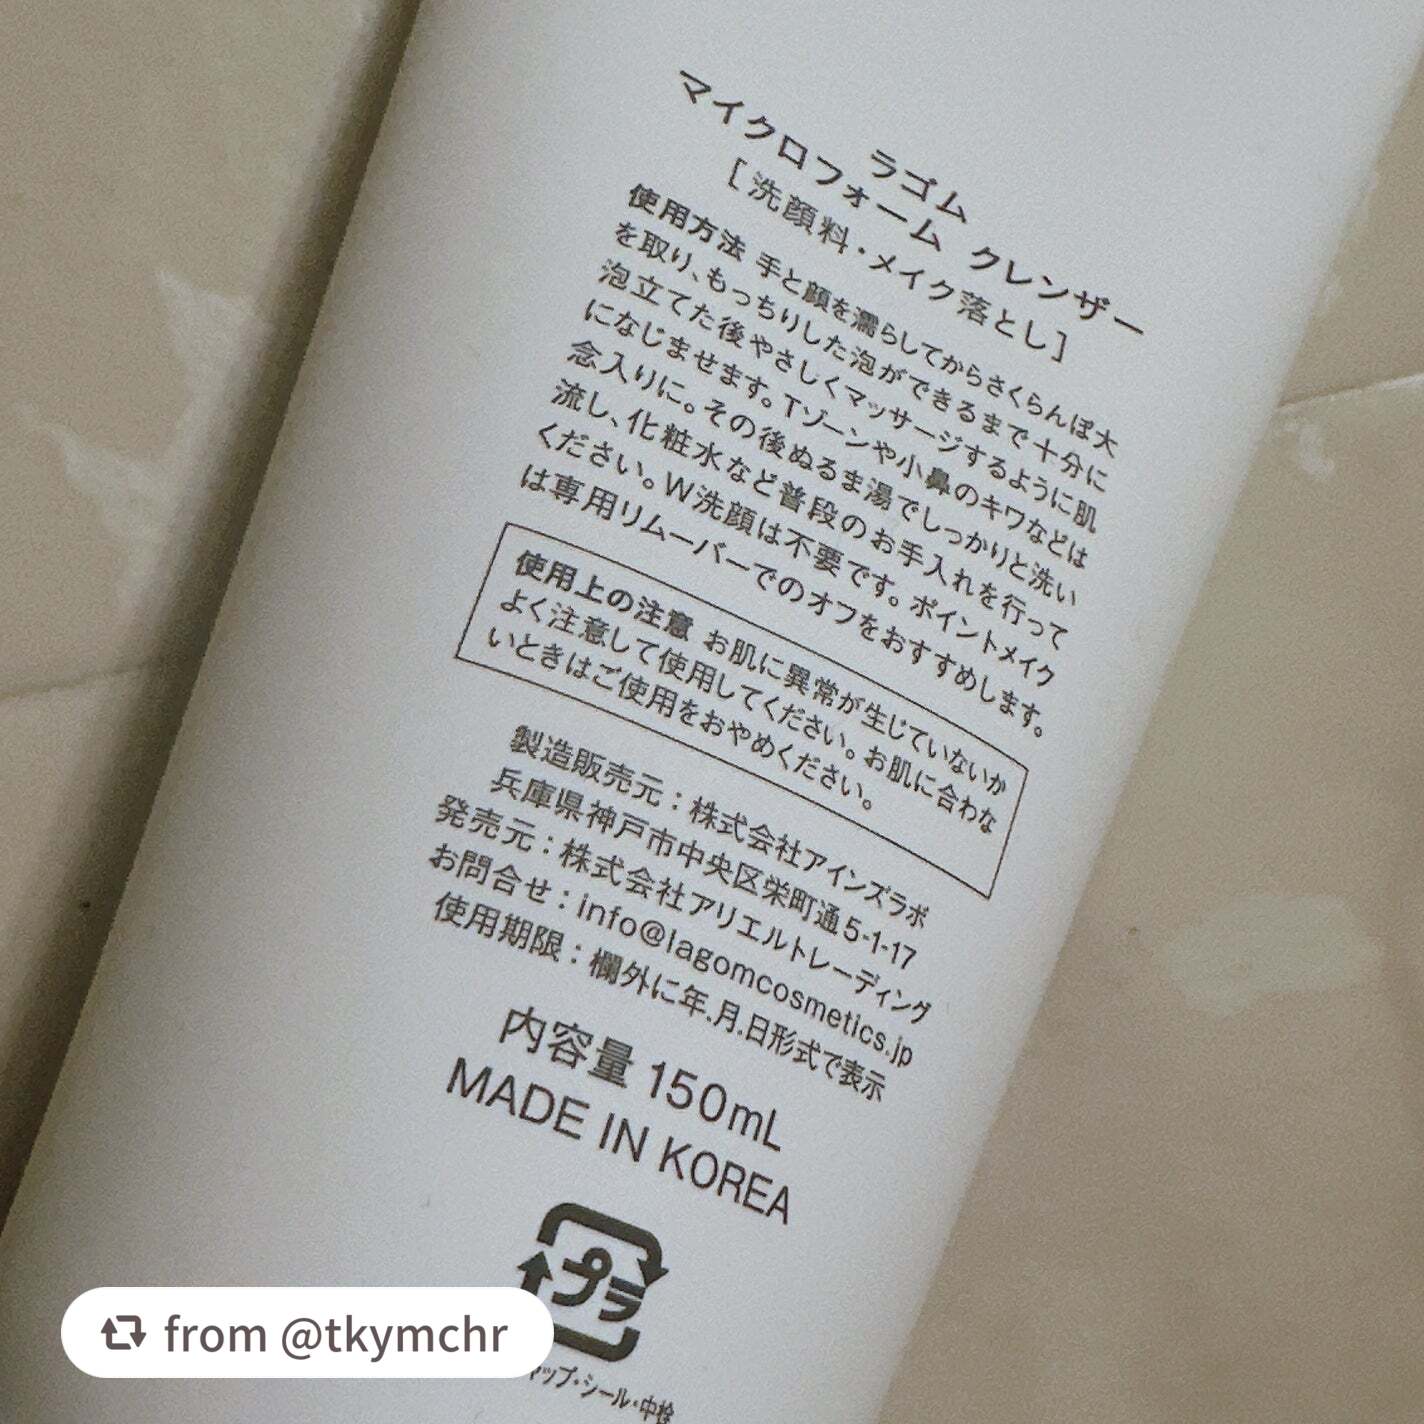 ラゴム
マイクロフォーム クレンザー
[洗顔料・メイク落とし]
使用方法 手と顔を濡らしてからさくらんぼ大
を取り、もっちりした泡ができるまで十分に
泡立てた後やさしくマッサージするように肌
になじませます。Tゾーンや小鼻のキワなどは
念入りに。その後ぬるま湯でしっかりと洗い
流し、化粧水など普段のお手入れを行って
ください。W洗顔は不要です。ポイントメイク
は専用リムーバーでのオフをおすすめします。
使用上の注意 お肌に異常が生じていないか
よく注意して使用してください。お肌に合わな
いときはご使用をおやめください。
製造販売元：株式会社アインズラボ
兵庫県神戸市中央区栄町通5-1-17
発売元：株式会社アリエルトレーディング
お問合せ：info@lagomcosmetics.jp
使用期限：欄外に年.月.日形式で表示
内容量 150mL
MADE IN KOREA
プラ
ャップ・シール・中栓
from @tkymchr